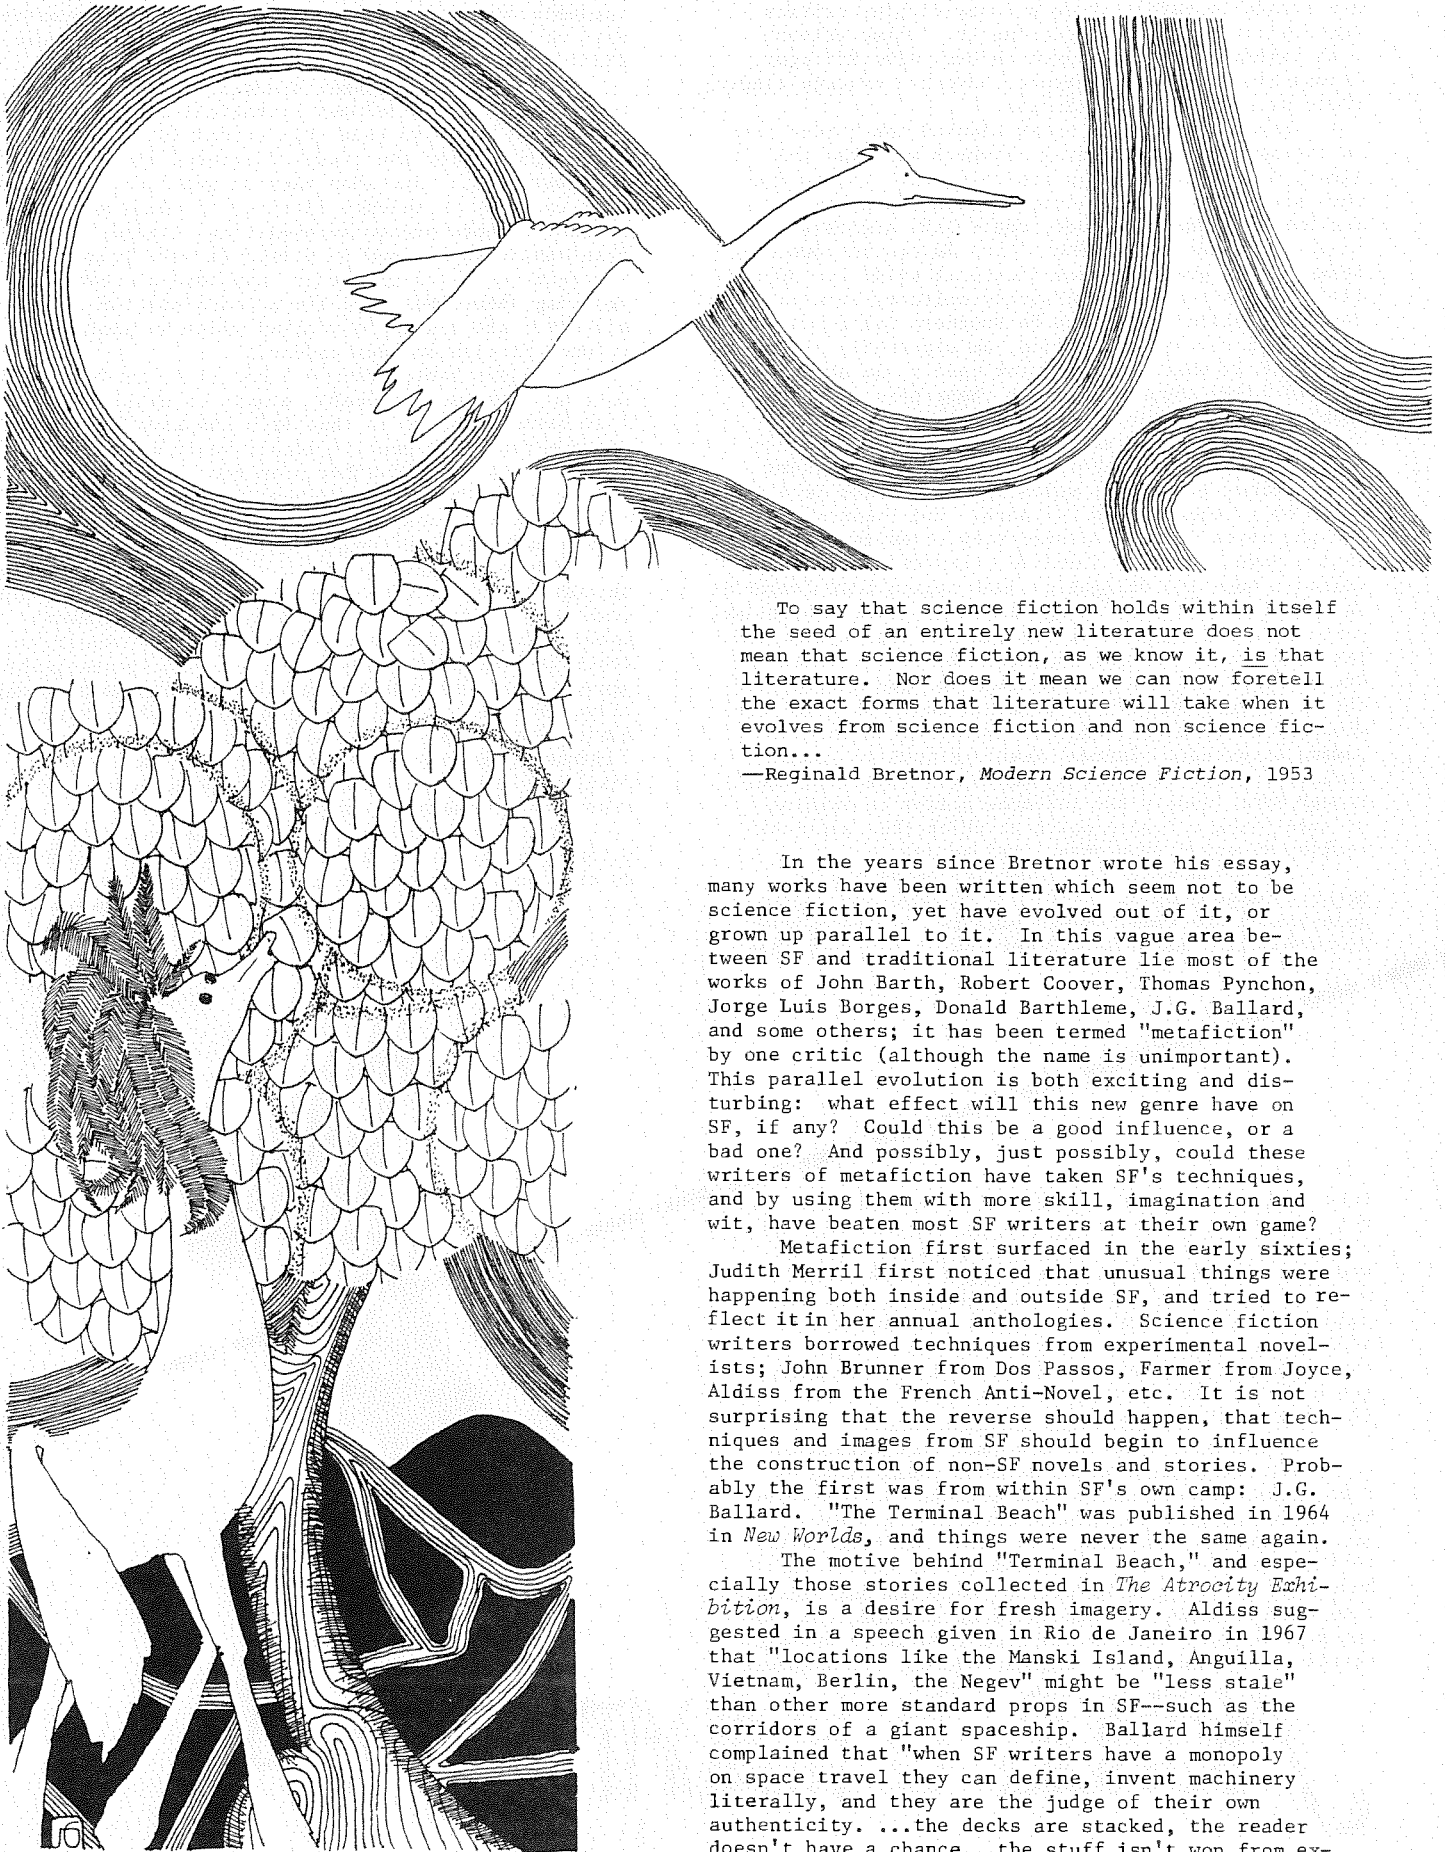 To say that science fiction holds within itself
the seed of an entirely new literature does not
mean that science fiction, as we know it, is that
literature.  Nor does it mean we can now foretell
the exact forms that literature will take when it
evolves from science fiction and non science fic-
tion...
—Reginald Bretnor, Modern Science Fiction, 1953
In the years since Bretnor wrote his essay,
many works have been written which seem not to be
science fiction, yet have evolved out of it, or
grown up parallel to it.  In this vague area be-
tween SF and traditional literature lie most of the
works of John Barth, Robert Coover, Thomas Pynchon,
Jorge Luis Borges, Donald Barthleme, J.G. Ballard,
and some others; it has been termed "metafiction"
by one critic (although the name is unimportant).
This parallel evolution is both exciting and dis-
turbing:  what effect will this new genre have on
SF, if any?  Could this be a good influence, or a
bad one?  And possibly, just possibly, could these
writers of metafiction have taken SF's techniques,
and by using them with more skill, imagination and
wit, have beaten most SF writers at their own game?
Metafiction first surfaced in the early sixties;
Judith Merril first noticed that unusual things were
happening both inside and outside SF, and tried to re-
flect it in her annual anthologies.  Science fiction
writers borrowed techniques from experimental novel-
ists; John Brunner from Dos Passos, Farmer from Joyce,
Aldiss from the French Anti-Novel, etc.  It is not
surprising that the reverse should happen, that tech-
niques and images from SF should begin to influence
the construction of non-SF novels and stories.  Prob-
ably the first was from within SF's own camp:  J.G.
Ballard.  "The Terminal Beach" was published in 1964
in New Worlds, and things were never the same again.
The motive behind "Terminal Beach," and espe-
cially those stories collected in The Atrocity Exhi-
bition, is a desire for fresh imagery.  Aldiss sug-
gested in a speech given in Rio de Janeiro in 1967
that "locations like the Manski Island, Anguilla,
Vietnam, Berlin, the Negev" might be "less stale"
than other more standard props in SF--such as the
corridors of a giant spaceship.  Ballard himself
complained that "when SF writers have a monopoly
on space travel they can define, invent machinery
literally, and they are the judge of their own
authenticity. ...the decks are stacked, the reader
doesn't have a chance...the stuff isn't won from ex-